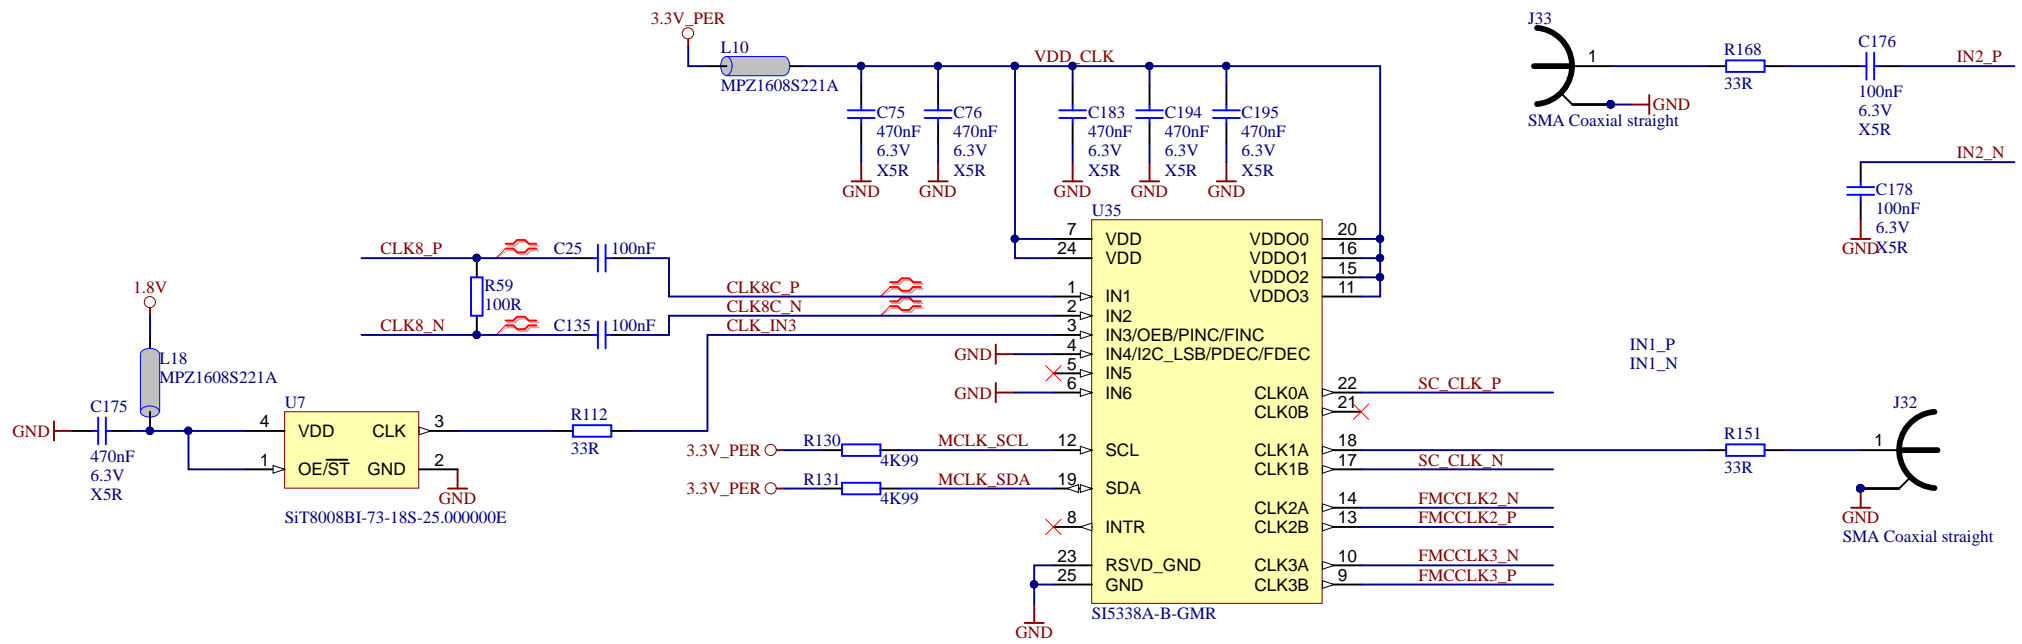 3.3V_PER
L10
MPZ1608S221A
VDD_CLK
C75
470nF
6.3V
X5R
GND
C76
470nF
6.3V
X5R
GND
C183
470nF
6.3V
X5R
GND
C194
470nF
6.3V
X5R
GND
C195
470nF
6.3V
X5R
GND
J33
1
GND
SMA Coaxial straight
R168
33R
C176
100nF
6.3V
X5R
IN2_P
IN2_N
C178
100nF
6.3V
X5R
GND
CLK8_P
C25
100nF
R59
100R
CLK8_N
C135
100nF
CLK8C_P
CLK8C_N
CLK_IN3
1.8V
L18
MPZ1608S221A
C175
470nF
6.3V
X5R
GND
U7
4
VDD
CLK
3
1
OE/ST
GND
2
GND
SiT8008BI-73-18S-25.000000E
R112
33R
GND
GND
3.3V_PER
R130
4K99
MCLK_SCL
3.3V_PER
R131
4K99
MCLK_SDA
U35
7
VDD
24
VDD
1
IN1
2
IN2
3
IN3/OEB/PINC/FINC
4
IN4/I2C_LSB/PDEC/FDEC
5
IN5
6
IN6
12
SCL
19
SDA
8
INTR
23
RSVD_GND
25
GND
GND
VDDO0
20
VDDO1
16
VDDO2
15
VDDO3
11
CLK0A
22
SC_CLK_P
CLK0B
21
CLK1A
18
CLK1B
17
SC_CLK_N
CLK2A
14
FMCCLK2_N
CLK2B
13
FMCCLK2_P
CLK3A
10
FMCCLK3_N
CLK3B
9
FMCCLK3_P
SI5338A-B-GMR
IN1_P
IN1_N
R151
33R
J32
1
GND
SMA Coaxial straight